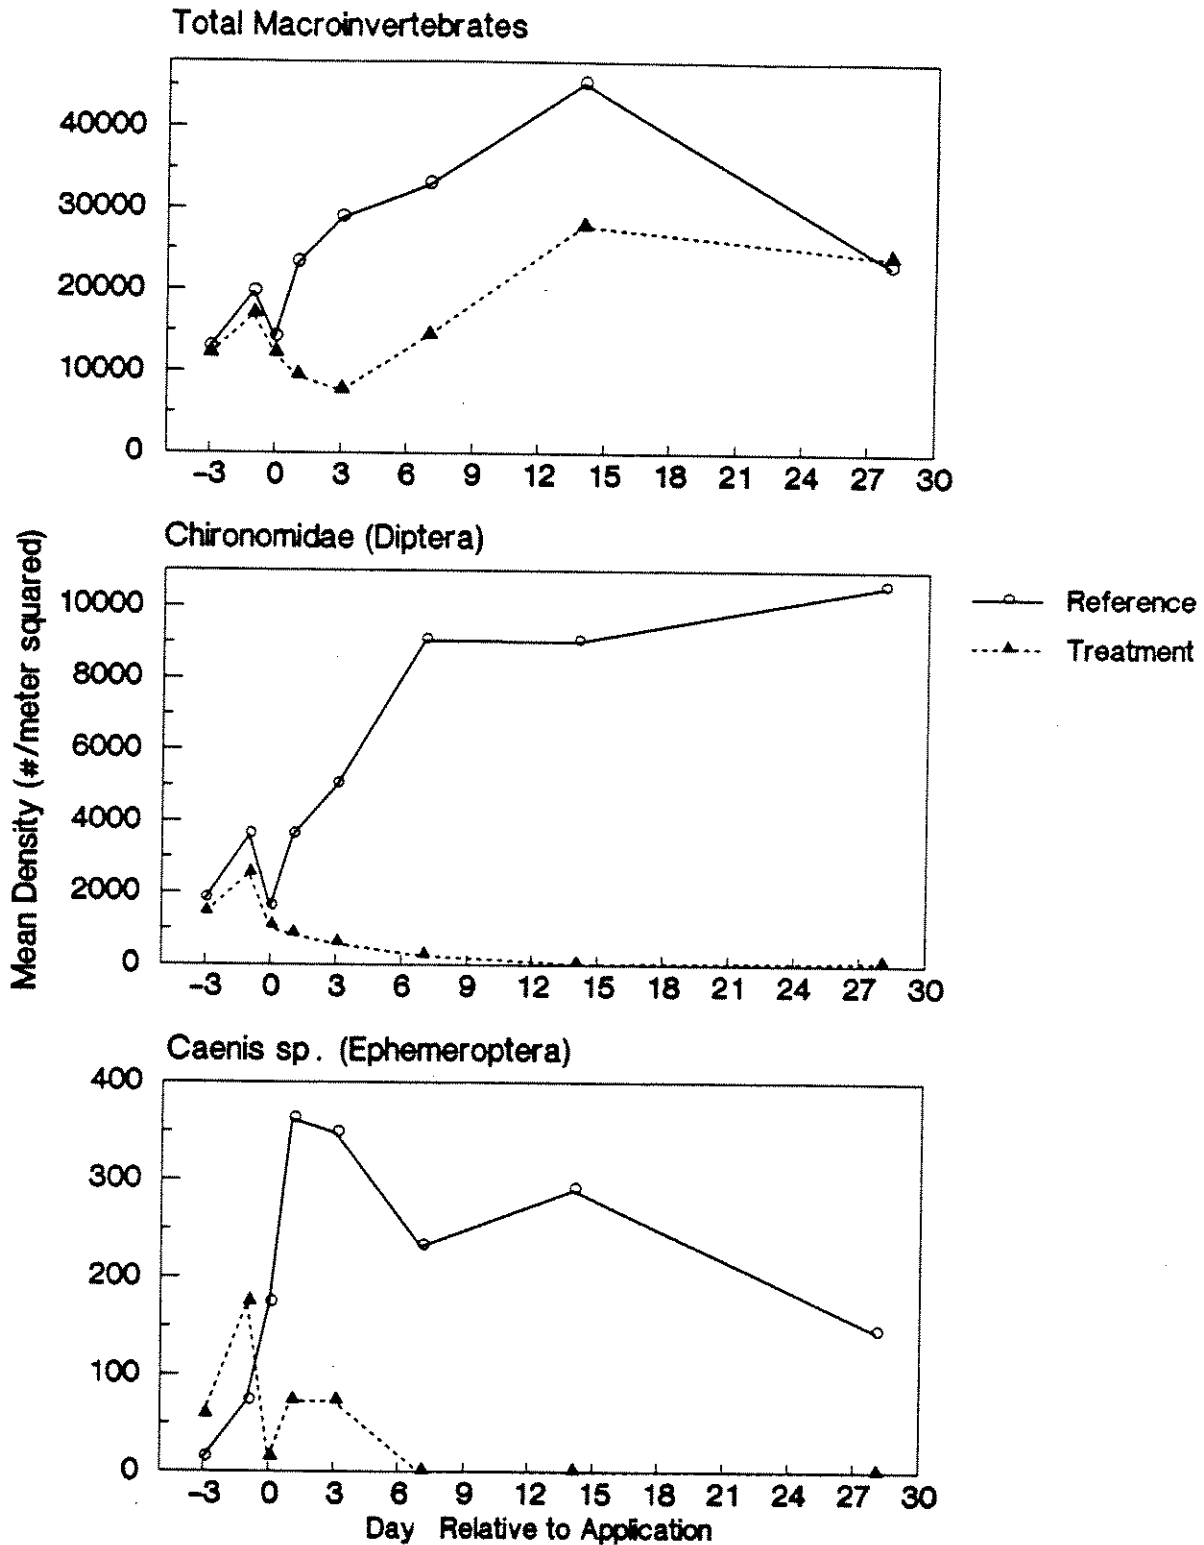 Total Macroinvertebrates
40000
30000
20000
10000
0
-3 0 3 6 9 12 15 18 21 24 27 30
Mean Density (#/meter squared)
Chironomidae (Diptera)
10000
8000
6000
4000
2000
0
-3 0 3 6 9 12 15 18 21 24 27 30
Reference
Treatment
Caenis sp. (Ephemeroptera)
400
300
200
100
0
-3 0 3 6 9 12 15 18 21 24 27 30
Day Relative to Application